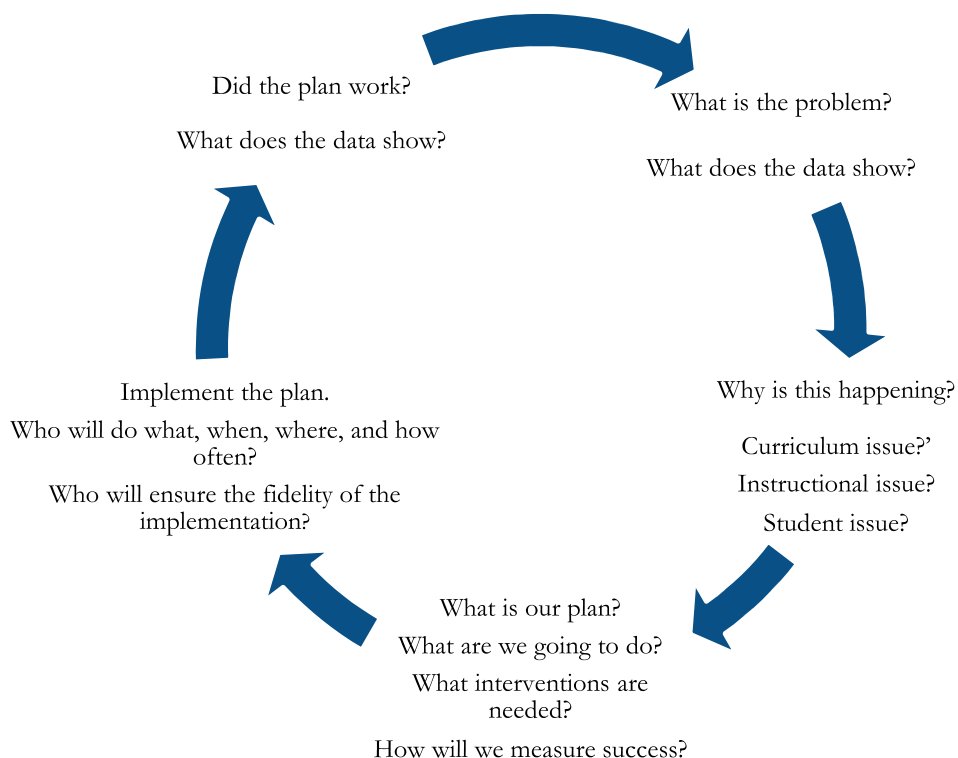 Did the plan work?
What does the data show?
What is the problem?
What does the data show?
Why is this happening?
Curriculum issue?’
Instructional issue?
Student issue?
What is our plan?
What are we going to do?
What interventions are
needed?
How will we measure success?
Implement the plan.
Who will do what, when, where, and how
often?
Who will ensure the fidelity of the
implementation?